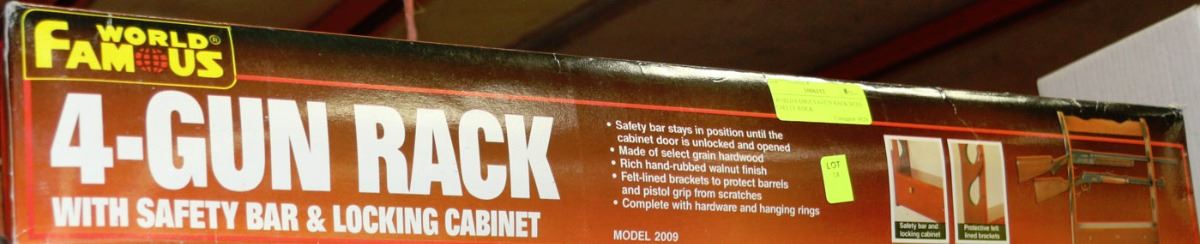 WORLD®
FAMOUS
4-GUN RACK
WITH SAFETY BAR & LOCKING CABINET
• Safety bar stays in position until the
cabinet door is unlocked and opened
• Made of select grain hardwood
• Rich hand-rubbed walnut finish
• Felt-lined brackets to protect barrels
and pistol grip from scratches
• Complete with hardware and hanging rings
MODEL 2009
LOT
Safety bar and
locking cabinet
Protective felt
lined brackets